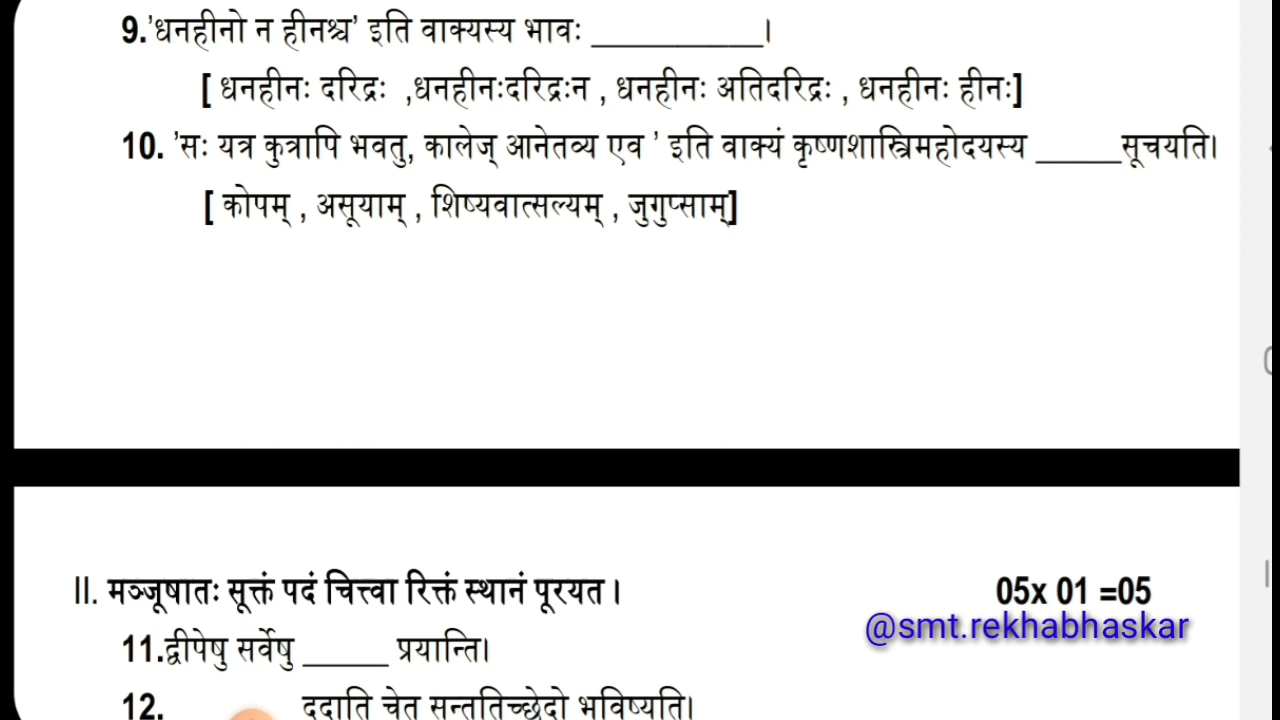 9.'धनहीनो न हीनश्च' इति वाक्यस्य भावः ___________।
[ धनहीनः दरिद्रः ,धनहीनःदरिद्रःन , धनहीनः अतिदरिद्रः , धनहीनः हीनः]
10. 'सः यत्र कुत्रापि भवतु, कालेज् आनेतव्य एव ' इति वाक्यं कृष्णशास्त्रिमहोदयस्य _____सूचयति।
[ कोपम् , असूयाम् , शिष्यवात्सल्यम् , जुगुप्साम्]
II. मञ्जूषातः सूक्तं पदं चित्त्वा रिक्तं स्थानं पूरयत। 05x 01 =05
@smt.rekhabhaskar
11.द्वीपेषु सर्वेषु _____ प्रयान्ति।
12. ददाति चेत् सन्ततिच्छेदो भविष्यति।